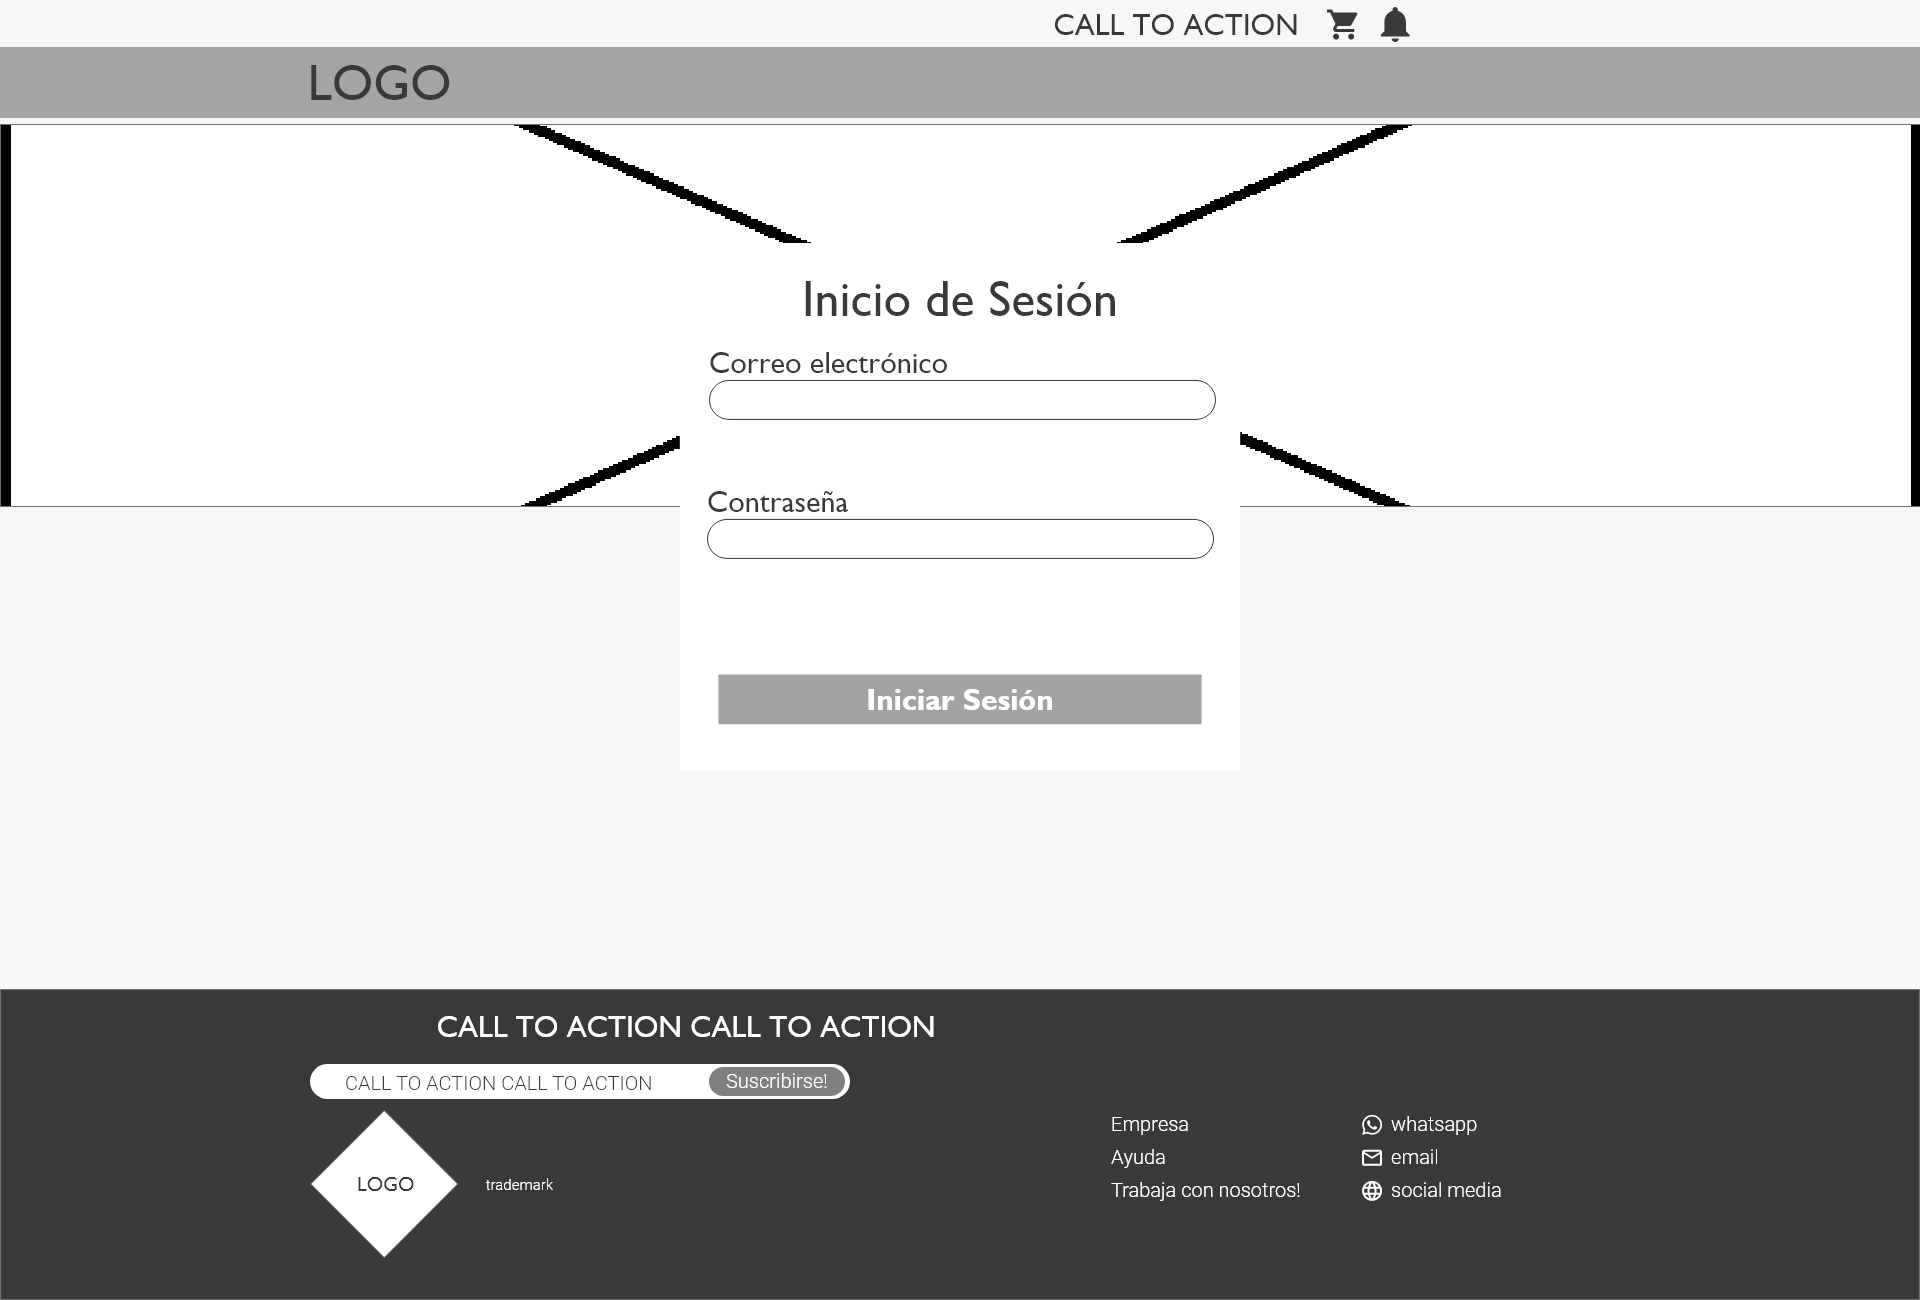 CALL TO ACTION
LOGO
Inicio de Sesión
Correo electrónico
Contraseña
Iniciar Sesión
CALL TO ACTION CALL TO ACTION
CALL TO ACTION CALL TO ACTION
Suscribirse!
LOGO
trademark
Empresa
Ayuda
Trabaja con nosotros!
whatsapp
email
social media